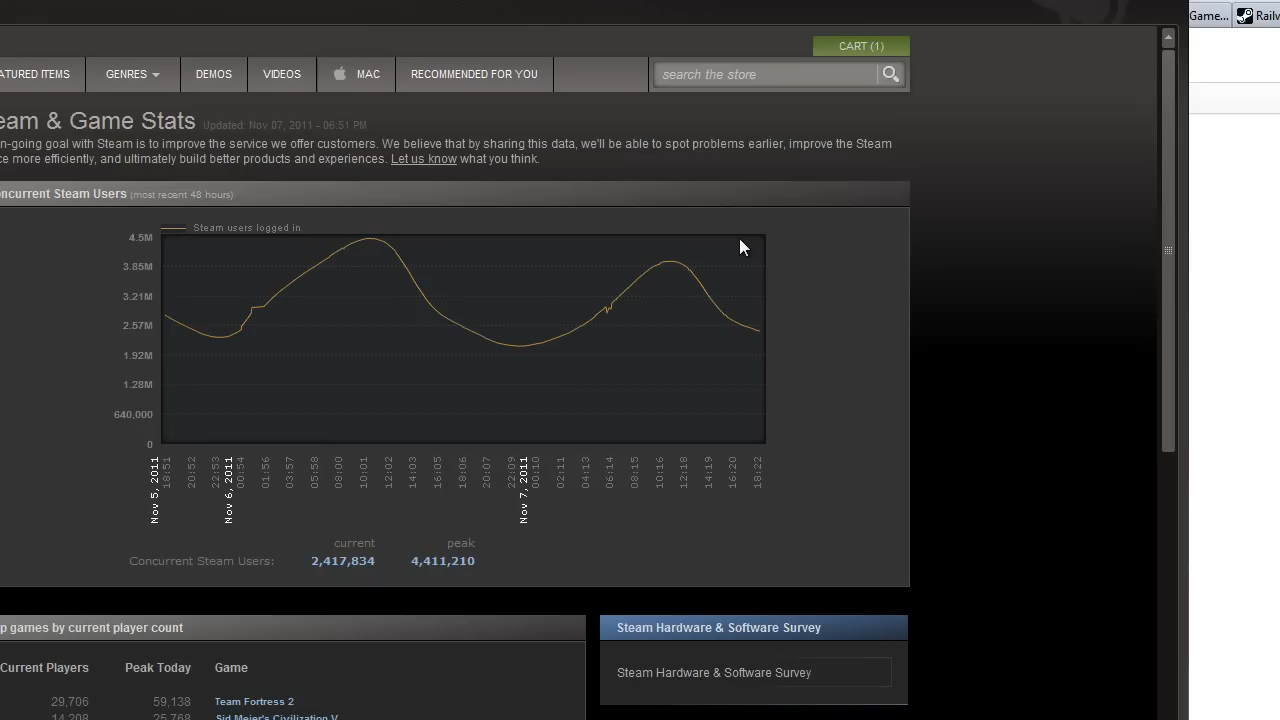 Game...
Railw
CART (1)
ATURED ITEMS
GENRES
DEMOS
VIDEOS
MAC
RECOMMENDED FOR YOU
search the store
eam & Game Stats
Updated: Nov 07, 2011 - 06:51 PM
n-going goal with Steam is to improve the service we offer customers. We believe that by sharing this data, we'll be able to spot problems earlier, improve the Steam
ce more efficiently, and ultimately build better products and experiences. Let us know what you think.
oncurrent Steam Users (most recent 48 hours)
Steam users logged in
4.5M
3.85M
3.21M
2.57M
1.92M
1.28M
640,000
0
Nov 5, 2011
18:51
20:52
22:53
Nov 6, 2011
00:54
01:56
03:57
05:58
08:00
10:01
12:02
14:03
16:05
18:06
20:07
22:09
Nov 7, 2011
00:10
02:11
04:13
06:14
08:15
10:16
12:18
14:19
16:20
18:22
current peak
Concurrent Steam Users: 2,417,834 4,411,210
p games by current player count
Current Players Peak Today Game
29,706 59,138 Team Fortress 2
14,208 25,768 Sid Meier's Civilization V
Steam Hardware & Software Survey
Steam Hardware & Software Survey